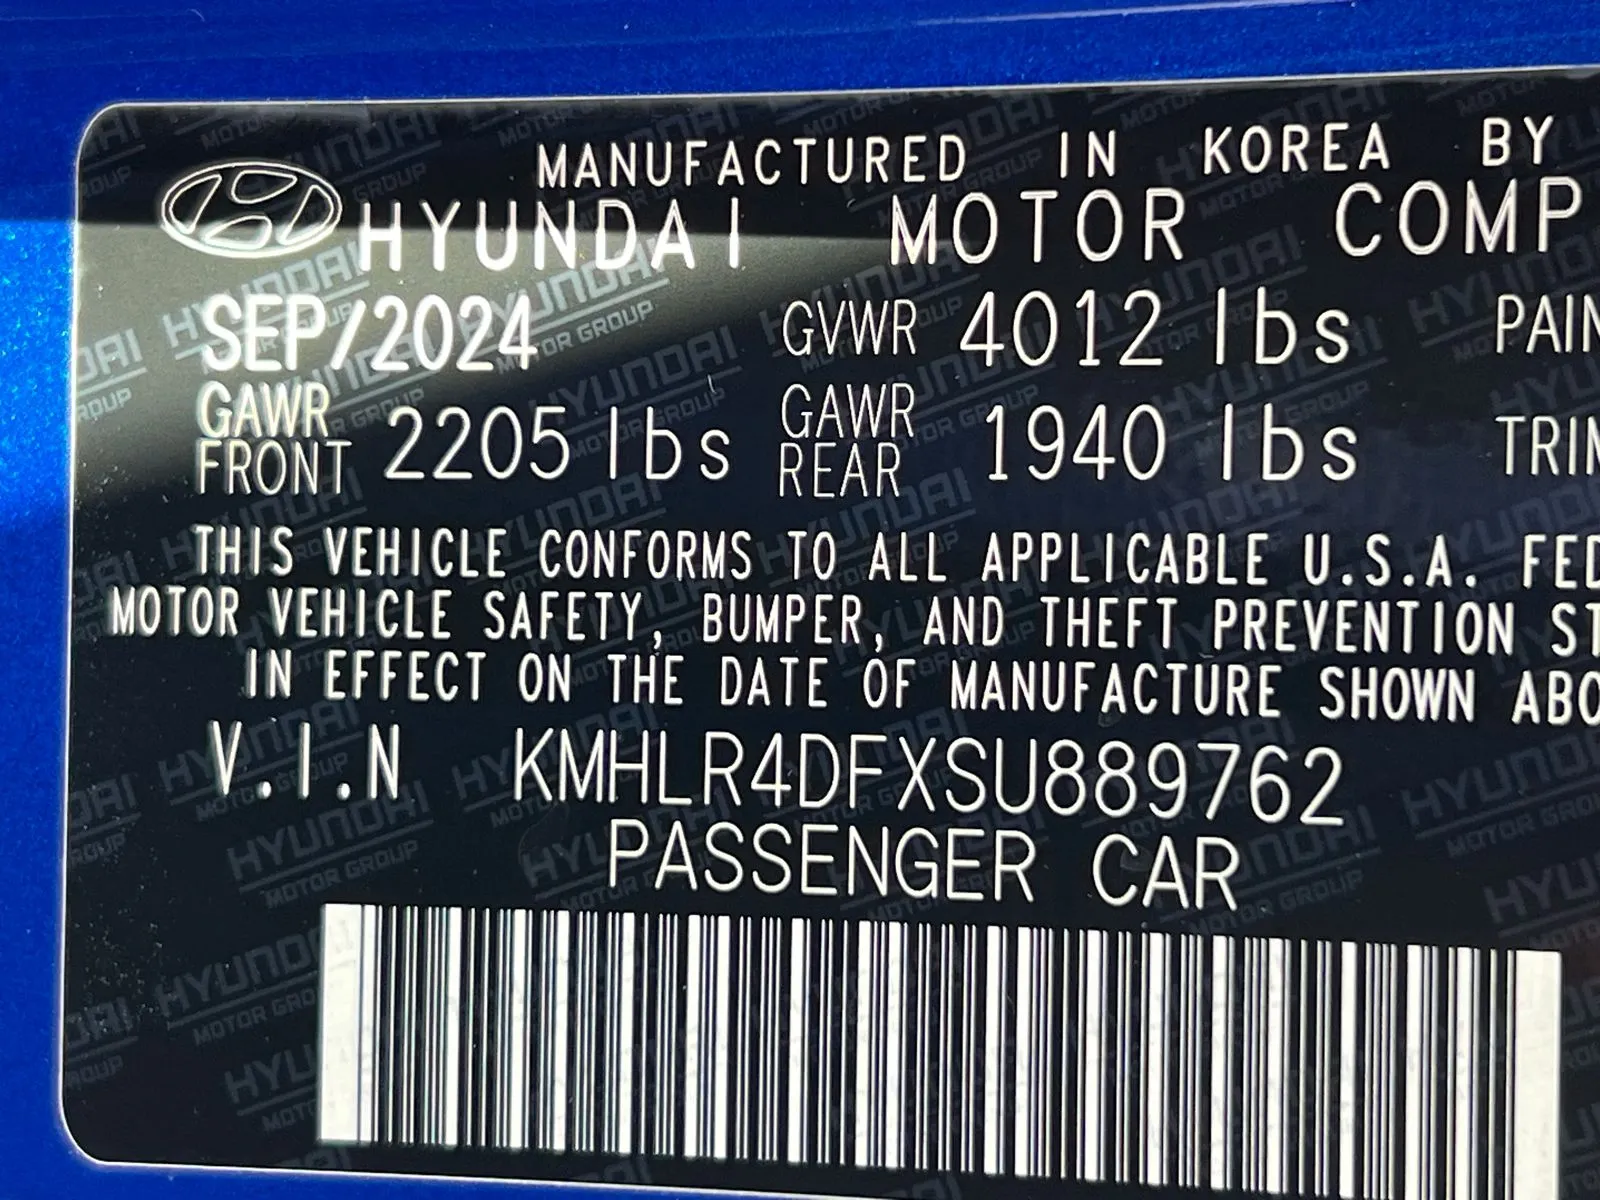 MANUFACTURED IN KOREA BY
HYUNDAI MOTOR COMP
SEP/2024 GVWR 4012 lbs PAIN
GAWR FRONT 2205 lbs GAWR REAR 1940 lbs TRIM
THIS VEHICLE CONFORMS TO ALL APPLICABLE U.S.A. FED
MOTOR VEHICLE SAFETY, BUMPER, AND THEFT PREVENTION ST
IN EFFECT ON THE DATE OF MANUFACTURE SHOWN ABO
V.I.N KMHLR4DFXSU889762
PASSENGER CAR